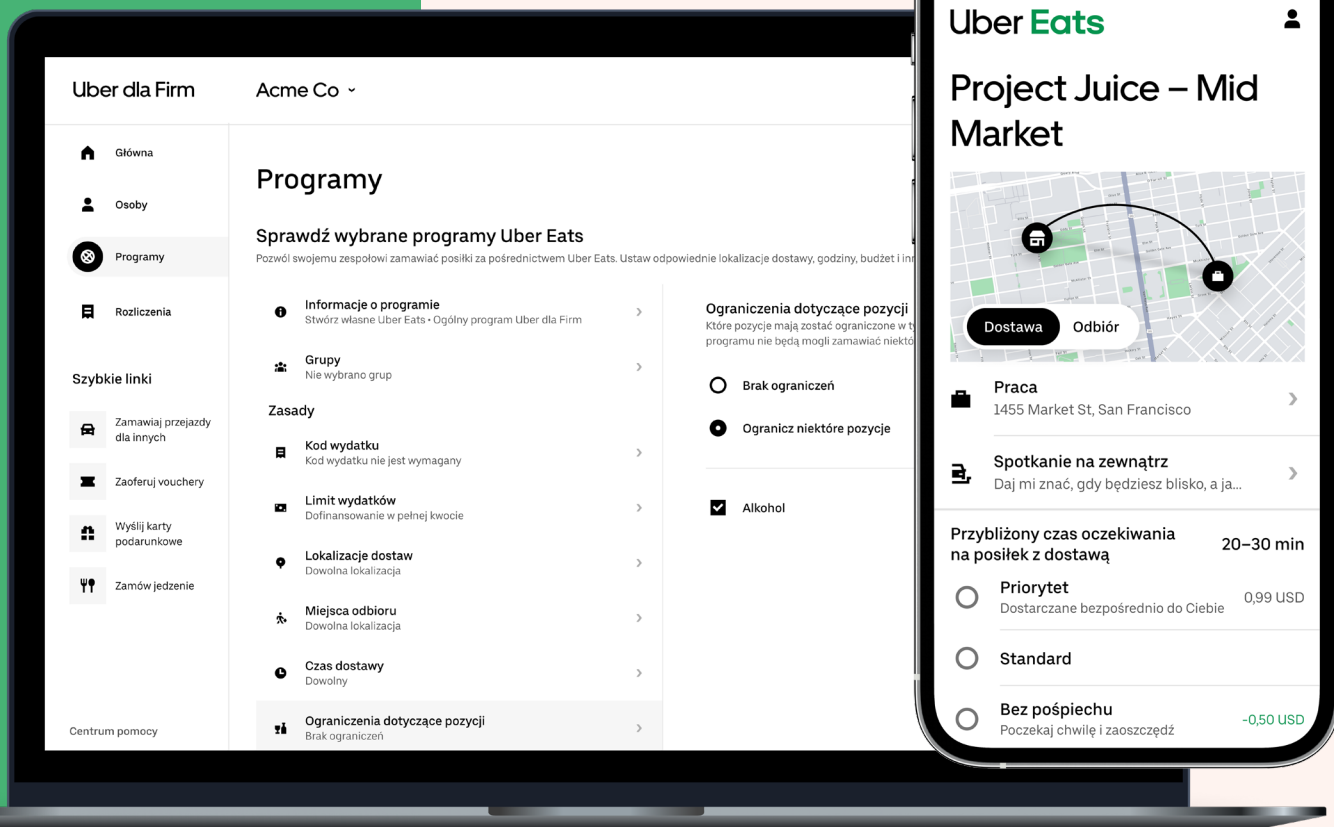 Uber dla Firm
Acme Co
Główna
Osoby
Programy
Rozliczenia
Szybkie linki
Zamawiaj przejazdy
dla innych
Zaoferuj vouchery
Wyślij karty
podarunkowe
Zamów jedzenie
Centrum pomocy
Programy
Sprawdź wybrane programy Uber Eats
Pozwól swojemu zespołowi zamawiać posiłki za pośrednictwem Uber Eats. Ustaw odpowiednie lokalizacje dostawy, godziny, budżet i
Informacje o programie
Stwórz własne Uber Eats • Ogólny program Uber dla Firm
Grupy
Nie wybrano grup
Zasady
Kod wydatku
Kod wydatku nie jest wymagany
Limit wydatków
Dofinansowanie w pełnej kwocie
Lokalizacje dostaw
Dowolna lokalizacja
Miejsca odbioru
Dowolna lokalizacja
Czas dostawy
Dowolny
Ograniczenia dotyczące pozycji
Brak ograniczeń
Ograniczenia dotyczące pozycji
Które pozycje mają zostać ograniczone w
programu nie będą mogli zamawiać
Brak ograniczeń
Ogranicz niektóre pozycje
Alkohol
Uber Eats
Project Juice – Mid
Market
Dostawa
Odbiór
Praca
1455 Market St, San Francisco
Spotkanie na zewnątrz
Daj mi znać, gdy będziesz blisko, a ja...
Przybliżony czas oczekiwania
na posiłek z dostawą
20–30 min
Priorytet
Dostarczane bezpośrednio do Ciebie
0,99 USD
Standard
Bez pośpiechu
Poczekaj chwilę i zaoszczędź
-0,50 USD